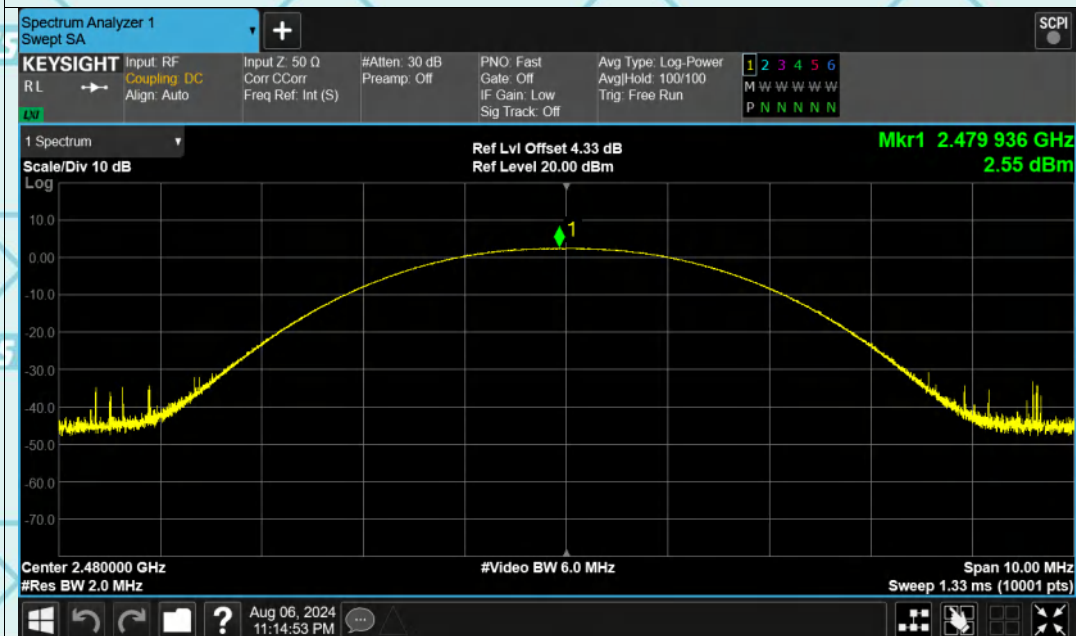 Spectrum Analyzer 1
Swept SA
+
SCPI
KEYSIGHT
RL
LXI
Input: RF
Coupling: DC
Align: Auto
Input Z: 50 Ω
Corr CCorr
Freq Ref: Int (S)
#Atten: 30 dB
Preamp: Off
PNO: Fast
Gate: Off
IF Gain: Low
Sig Track: Off
Avg Type: Log-Power
Avg|Hold: 100/100
Trig: Free Run
1 2 3 4 5 6
M W W W W W
P N N N N N
1 Spectrum
Scale/Div 10 dB
Log
Ref Lvl Offset 4.33 dB
Ref Level 20.00 dBm
Mkr1 2.479 936 GHz
2.55 dBm
1
10.0
0.00
-10.0
-20.0
-30.0
-40.0
-50.0
-60.0
-70.0
Center 2.480000 GHz
#Res BW 2.0 MHz
#Video BW 6.0 MHz
Span 10.00 MHz
Sweep 1.33 ms (10001 pts)
?
Aug 06, 2024
11:14:53 PM